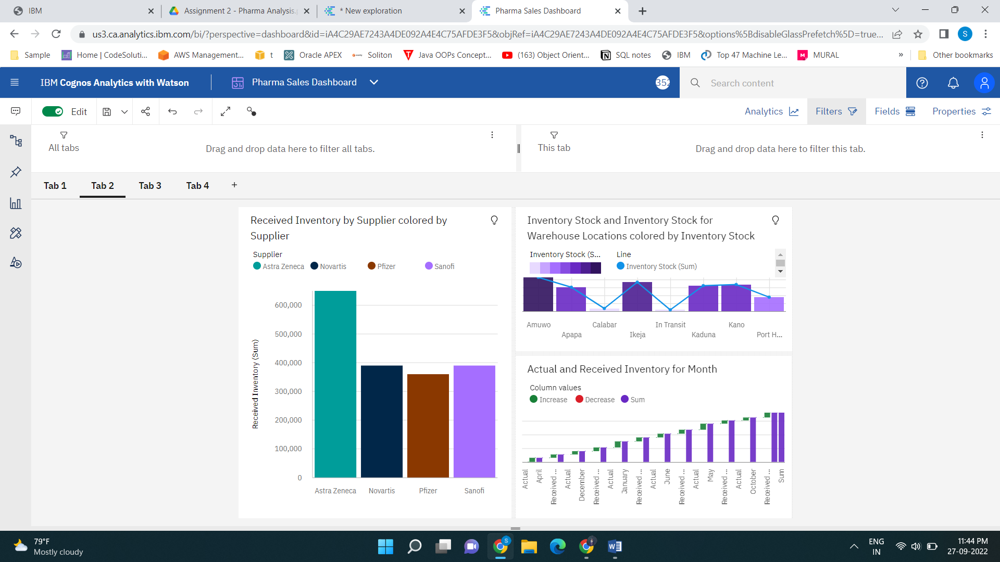 IBM
Assignment 2 - Pharma Analysis.
* New exploration
Pharma Sales Dashboard
us3.ca.analytics.ibm.com/bi/?perspective=dashboard&id=iA4C29AE7243A4DE092A4E4C75AFDE3F5&objRef=iA4C29AE7243A4DE092A4E4C75AFDE3F5&options%5BdisableGlassPrefetch%5D=true...
S
Sample
Home | CodeSoluti...
AWS Management...
t
Oracle APEX
Soliton
Java OOPs Concept...
(163) Object Orient...
SQL notes
IBM
Top 47 Machine Le...
MURAL
»
Other bookmarks
IBM Cognos Analytics with Watson
Pharma Sales Dashboard
352
Search content
Edit
Analytics
Filters
Fields
Properties
All tabs
Drag and drop data here to filter all tabs.
This tab
Drag and drop data here to filter this tab.
Tab 1
Tab 2
Tab 3
Tab 4
+
Received Inventory by Supplier colored by
Supplier
Supplier
Astra Zeneca
Novartis
Pfizer
Sanofi
Received Inventory (Sum)
600,000
500,000
400,000
300,000
200,000
100,000
0
Astra Zeneca
Novartis
Pfizer
Sanofi
Inventory Stock and Inventory Stock for
Warehouse Locations colored by Inventory Stock
Inventory Stock (S...
Line
Inventory Stock (Sum)
Amuwo
Apapa
Calabar
Ikeja
In Transit
Kaduna
Kano
Port H...
Actual and Received Inventory for Month
Column values
Increase
Decrease
Sum
Actual
April
Received ...
Actual
December
Received ...
Actual
January
Received ...
Actual
June
Received ...
Actual
May
Received ...
Actual
October
Received ...
Sum
79°F
Mostly cloudy
S
W
ENG
IN
11:44 PM
27-09-2022